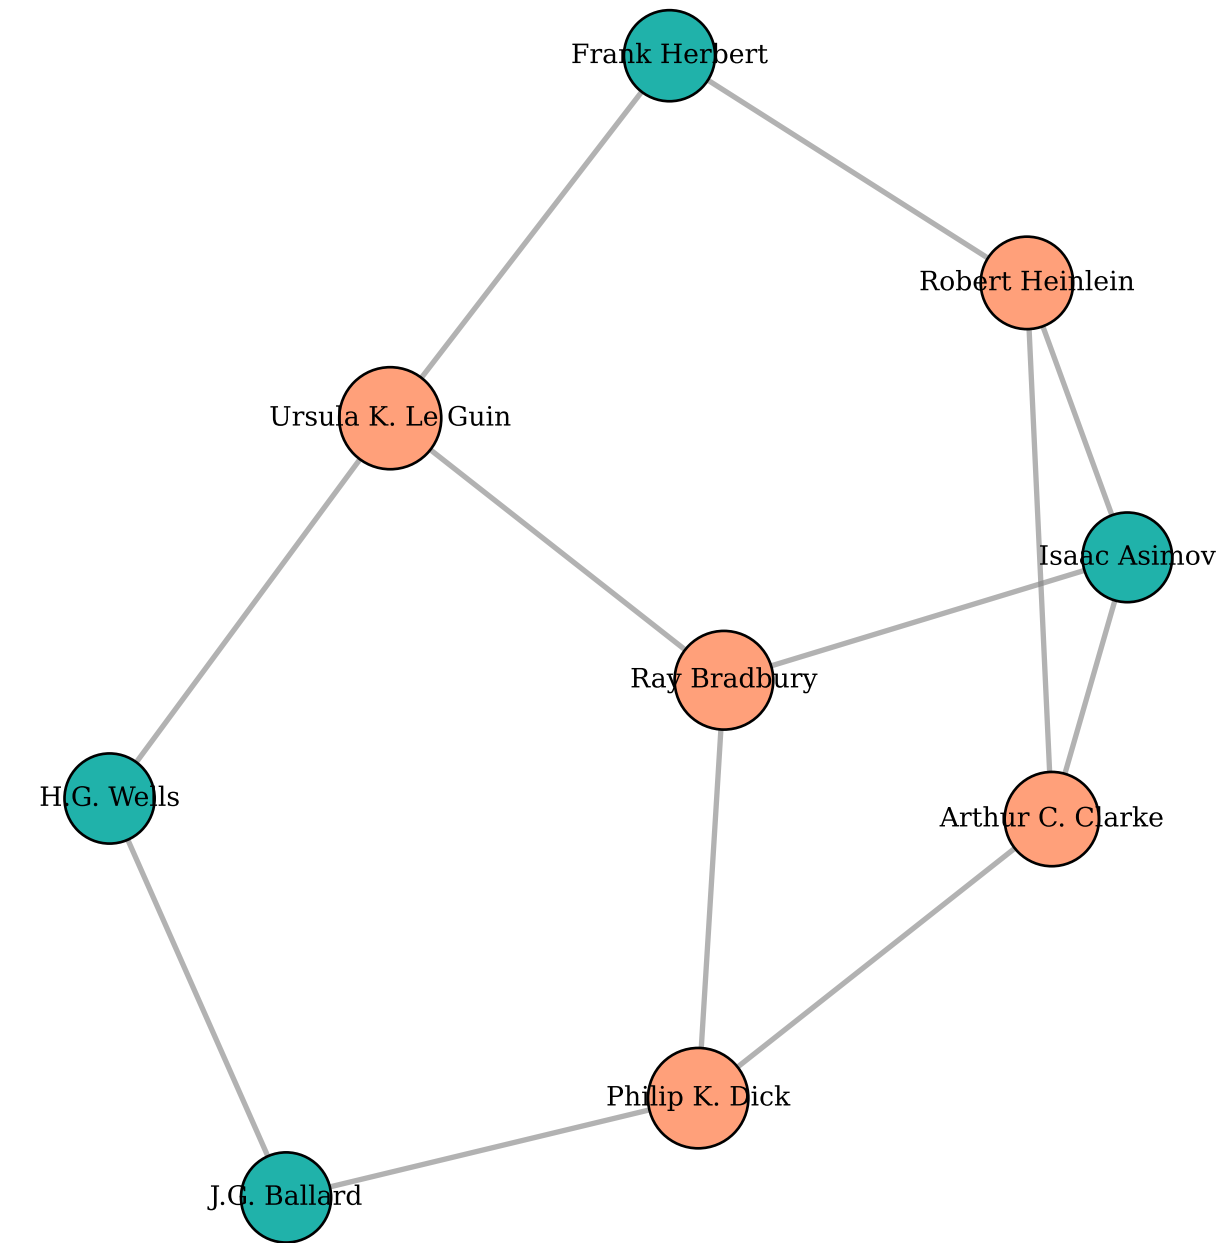 Frank Herbert
Robert Heinlein
Ursula K. Le Guin
Isaac Asimov
Ray Bradbury
H.G. Wells
Arthur C. Clarke
Philip K. Dick
J.G. Ballard